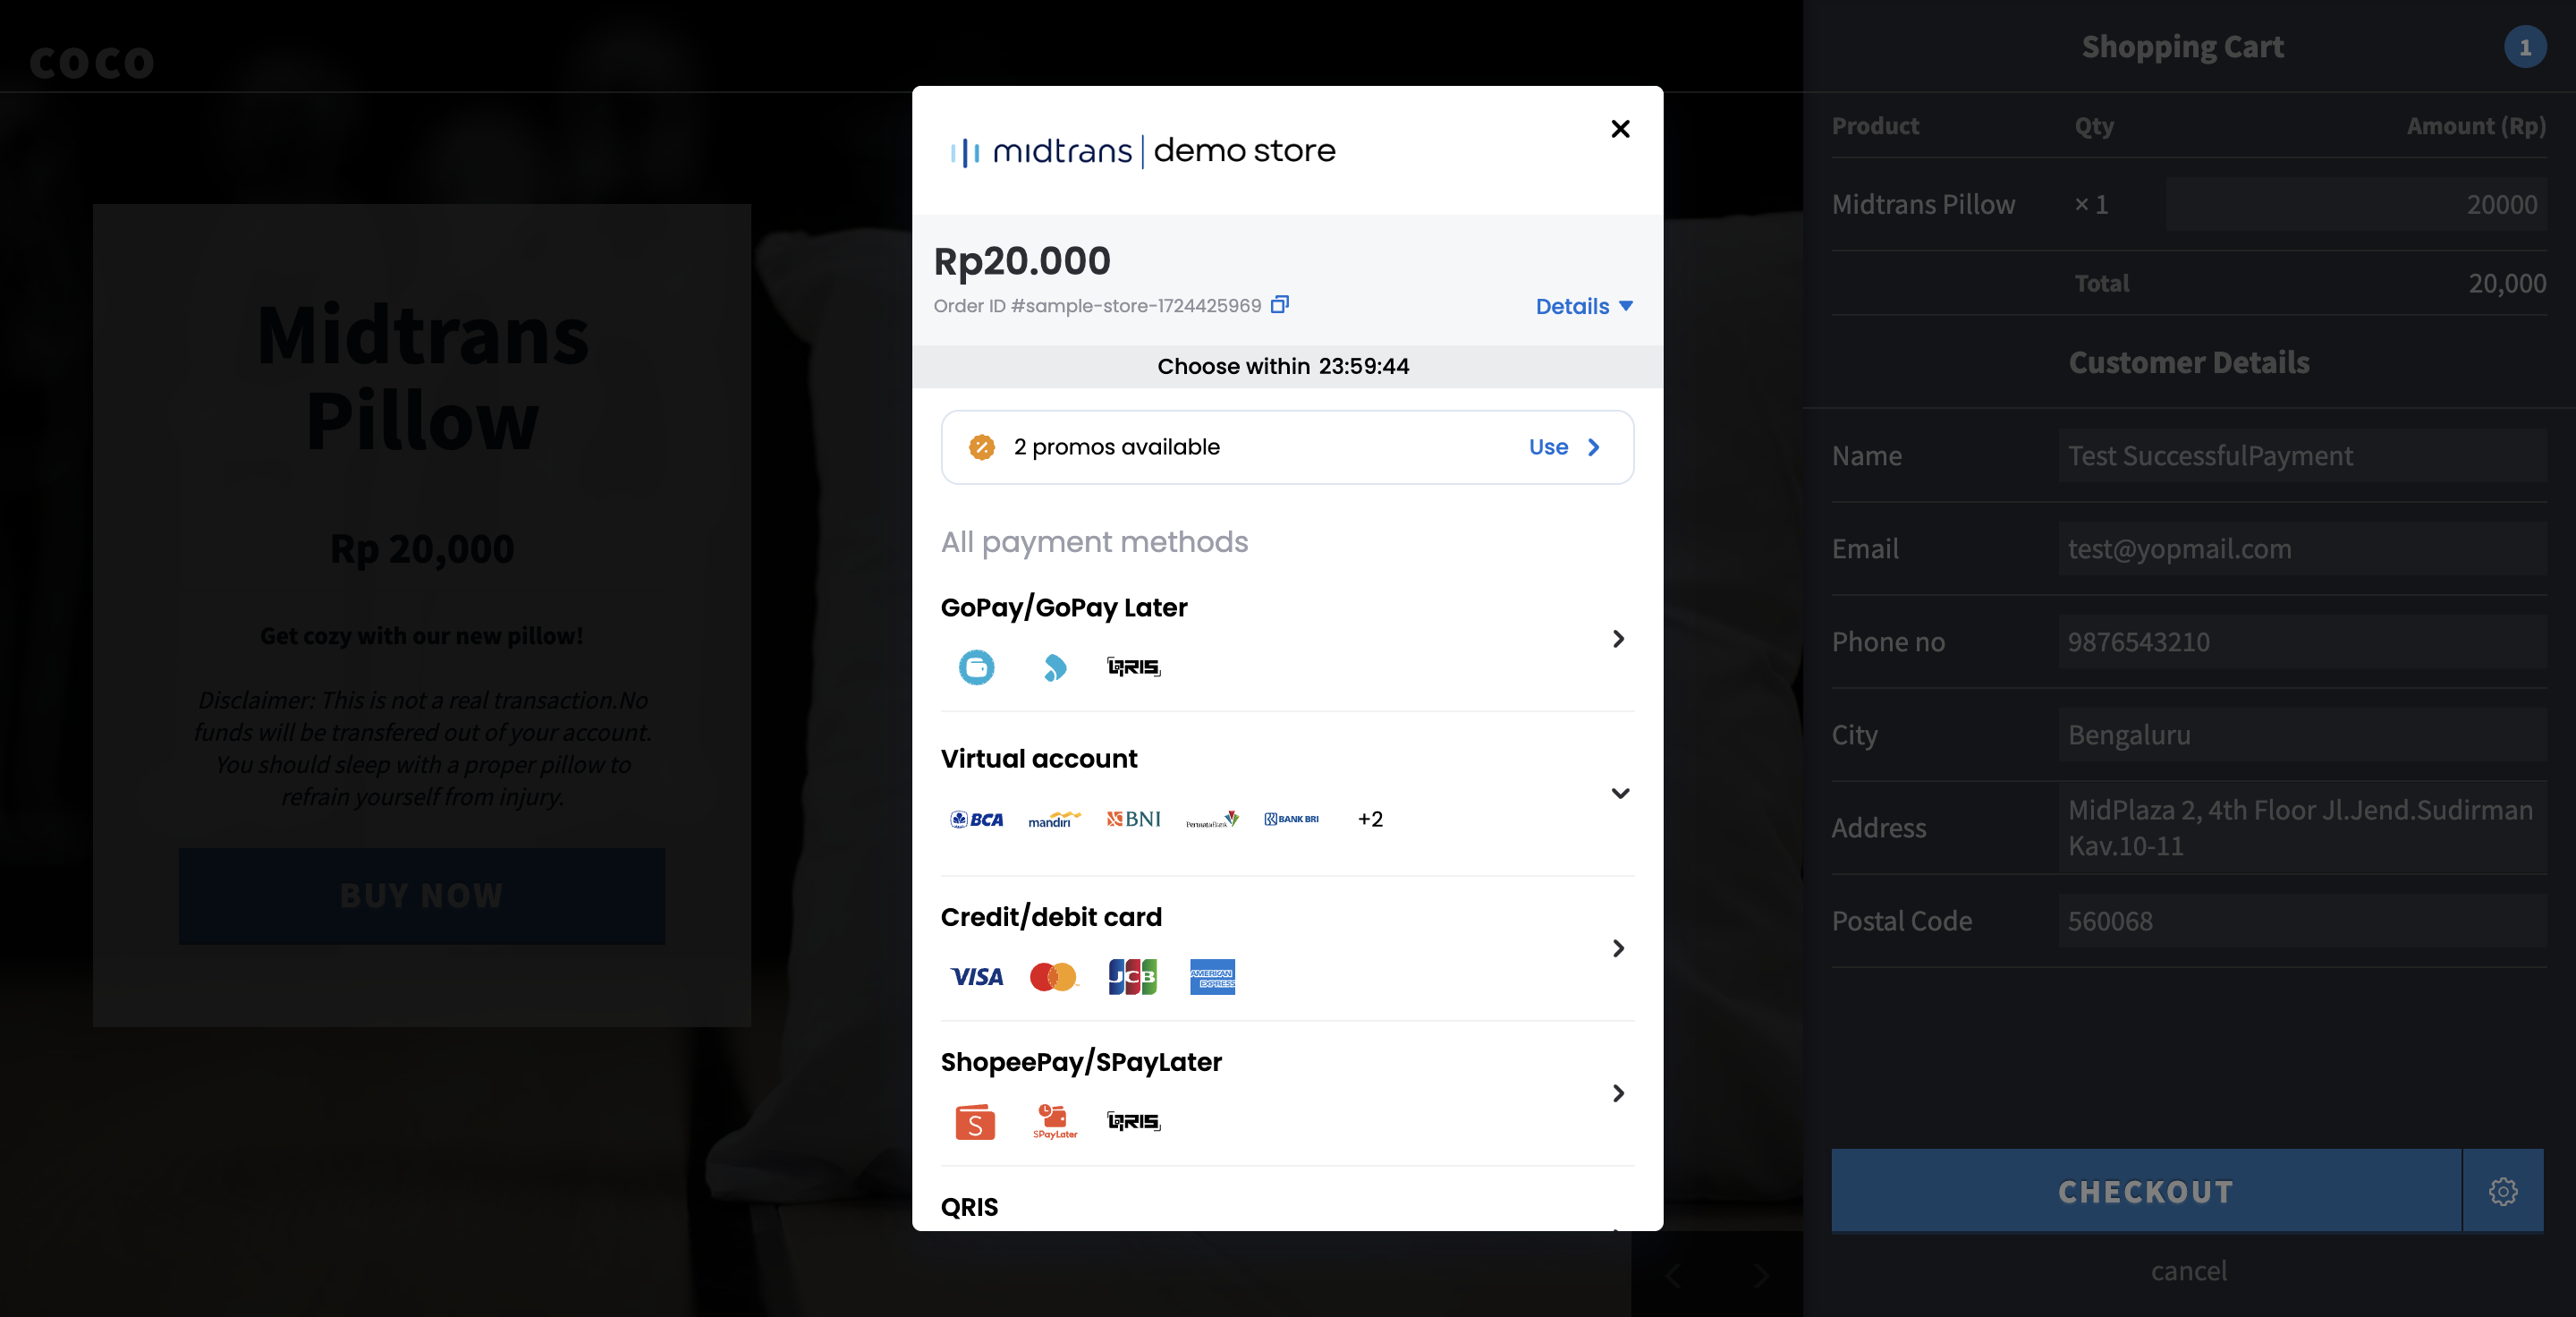 COCO
Midtrans
Pillow
Rp 20,000
Get cozy with our new pillow!
Disclaimer: This is not a real transaction.No
funds will be transfered out of your account.
You should sleep with a proper pillow to
refrain yourself from injury.
BUY NOW
midtrans | demo store
Rp20.000
Order ID #sample-store-1724425969
Details
Choose within 23:59:44
2 promos available
Use
All payment methods
GoPay/GoPay Later
QRIS
Virtual account
BCA mandiri BNI PermataBank BANK BRI +2
Credit/debit card
VISA JCB AMERICAN EXPRESS
ShopeePay/SPayLater
S SPayLater QRIS
QRIS
Shopping Cart 1
Product Qty Amount (Rp)
Midtrans Pillow × 1 20000
Total 20,000
Customer Details
Name Test SuccessfulPayment
Email test@yopmail.com
Phone no 9876543210
City Bengaluru
Address MidPlaza 2, 4th Floor Jl.Jend.Sudirman
Kav.10-11
Postal Code 560068
CHECKOUT
cancel